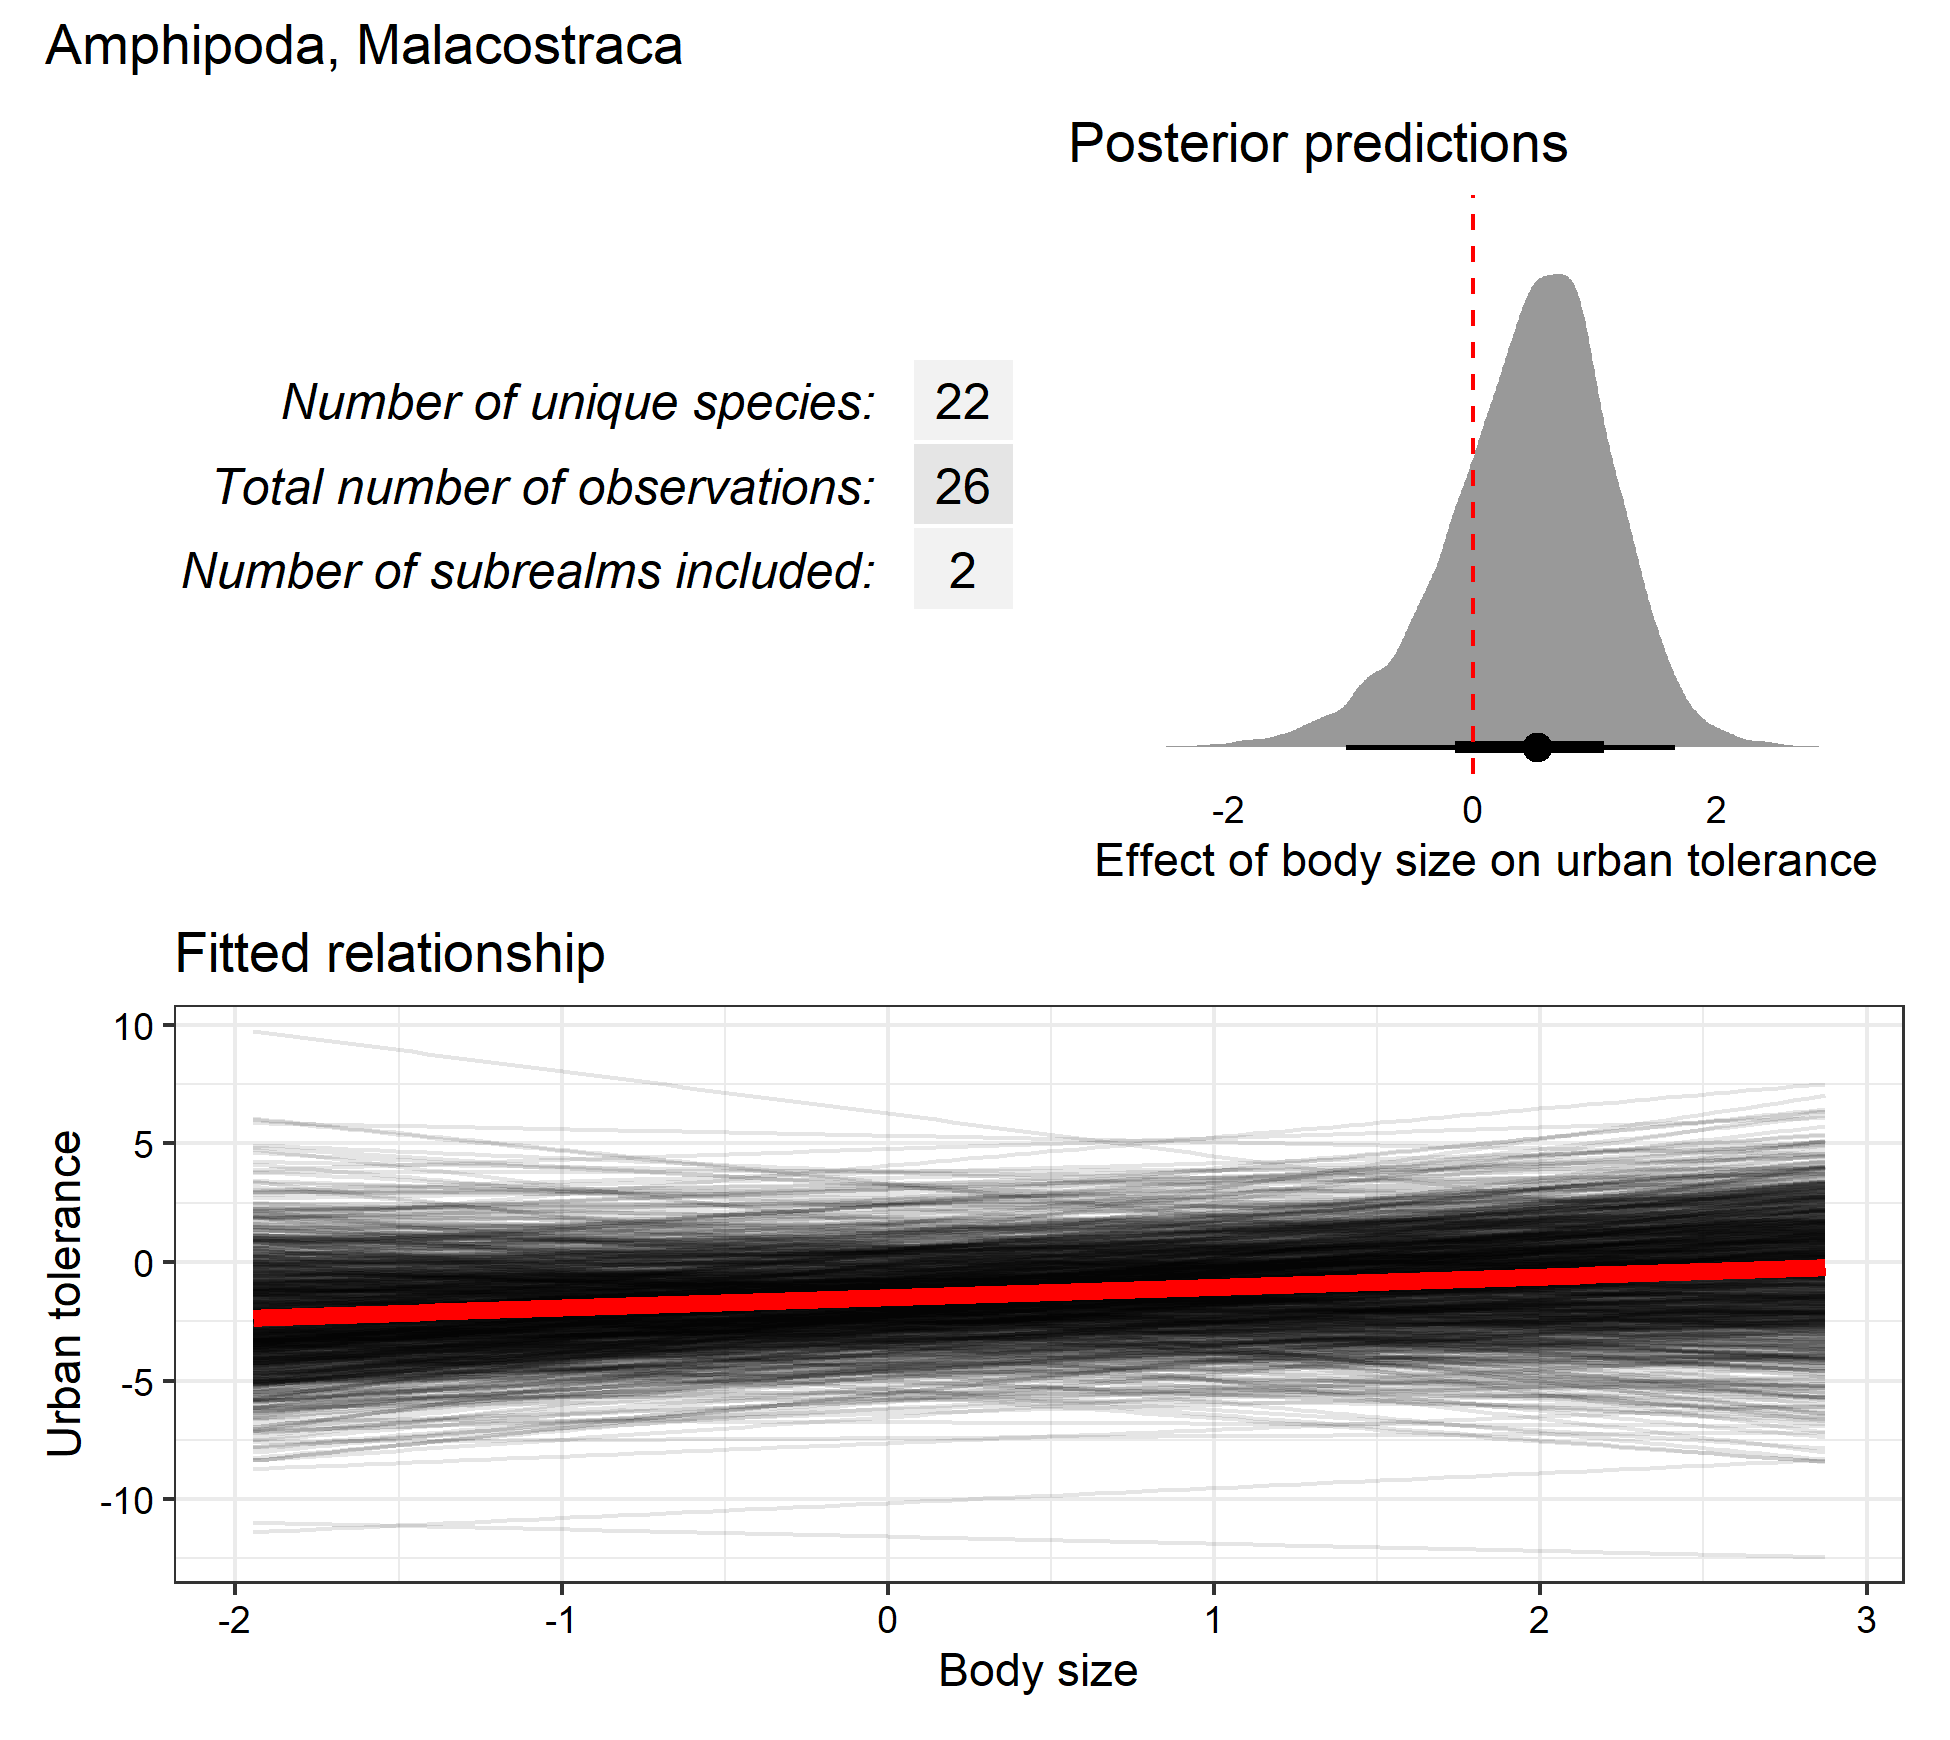 Amphipoda, Malacostraca
Posterior predictions
Number of unique species: 22
Total number of observations: 26
Number of subrealms included: 2
-2 0 2
Effect of body size on urban tolerance
Fitted relationship
Urban tolerance
10
5
0
-5
-10
-2 -1 0 1 2 3
Body size